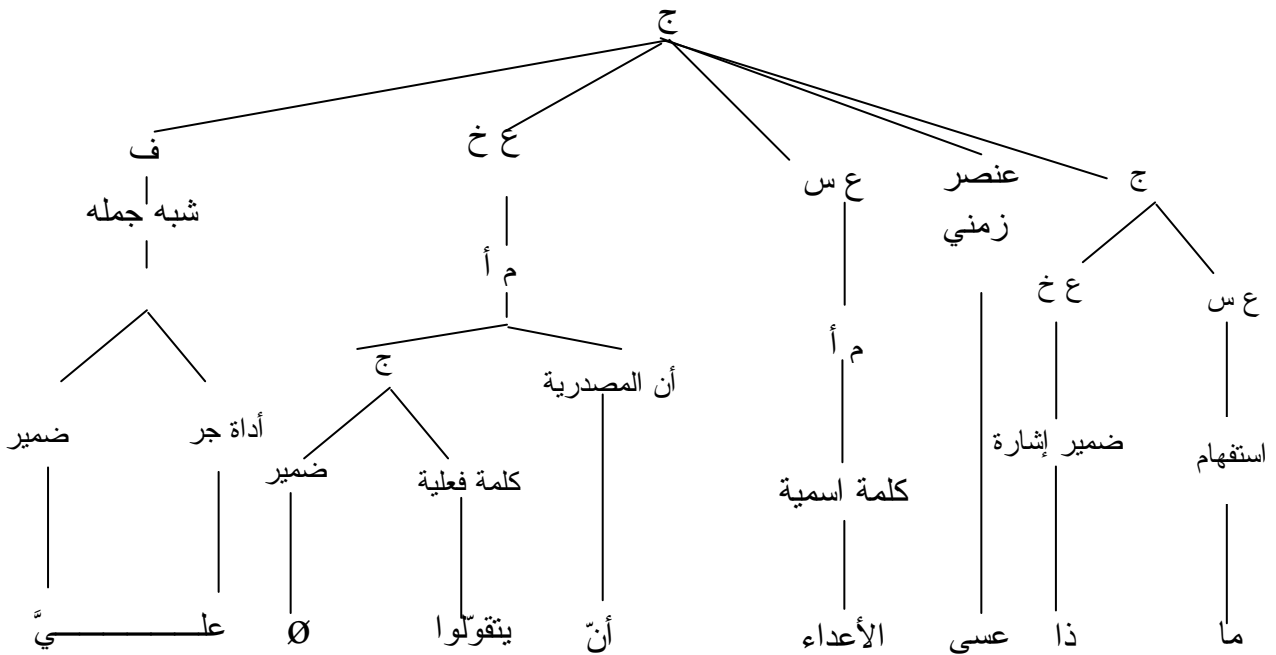 ج
ج
عنصر
زمني
ع س
ع خ
ف
شبه جمله
ع س
ع خ
م أ
م أ
ج
أن المصدرية
استفهام
ضمير إشارة
كلمة اسمية
كلمة فعلية
ضمير
أداة جر
ضمير
ما ذا عسى الأعداء أنّ يتقوّلوا Ø علـــــــــــــيَّ